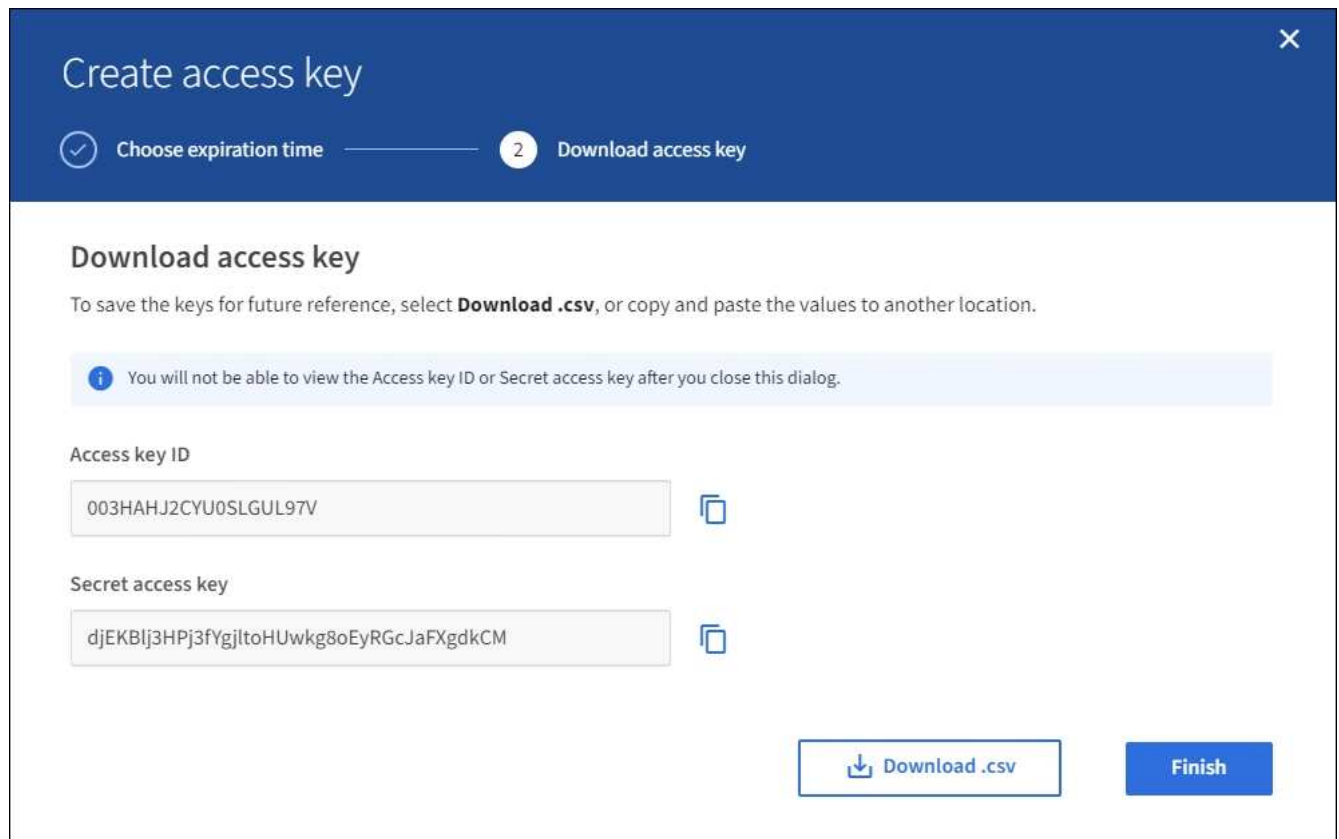 Create access key
Choose expiration time
2
Download access key
Download access key
To save the keys for future reference, select Download .csv, or copy and paste the values to another location.
You will not be able to view the Access key ID or Secret access key after you close this dialog.
Access key ID
003HAHJ2CYU0SLGUL97V
Secret access key
djEKBlj3HPj3fYgjltoHUwkg8oEyRGcJaFXgdkCM
Download .csv
Finish